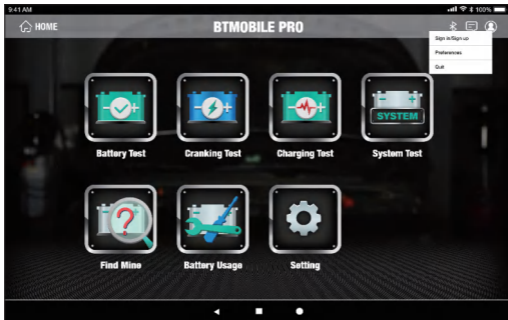 9:41 AM
100%
HOME
BTMOBILE PRO
Sign in/Sign up
Preferences
Quit
SYSTEM
Battery Test
Cranking Test
Charging Test
System Test
Find Mine
Battery Usage
Setting